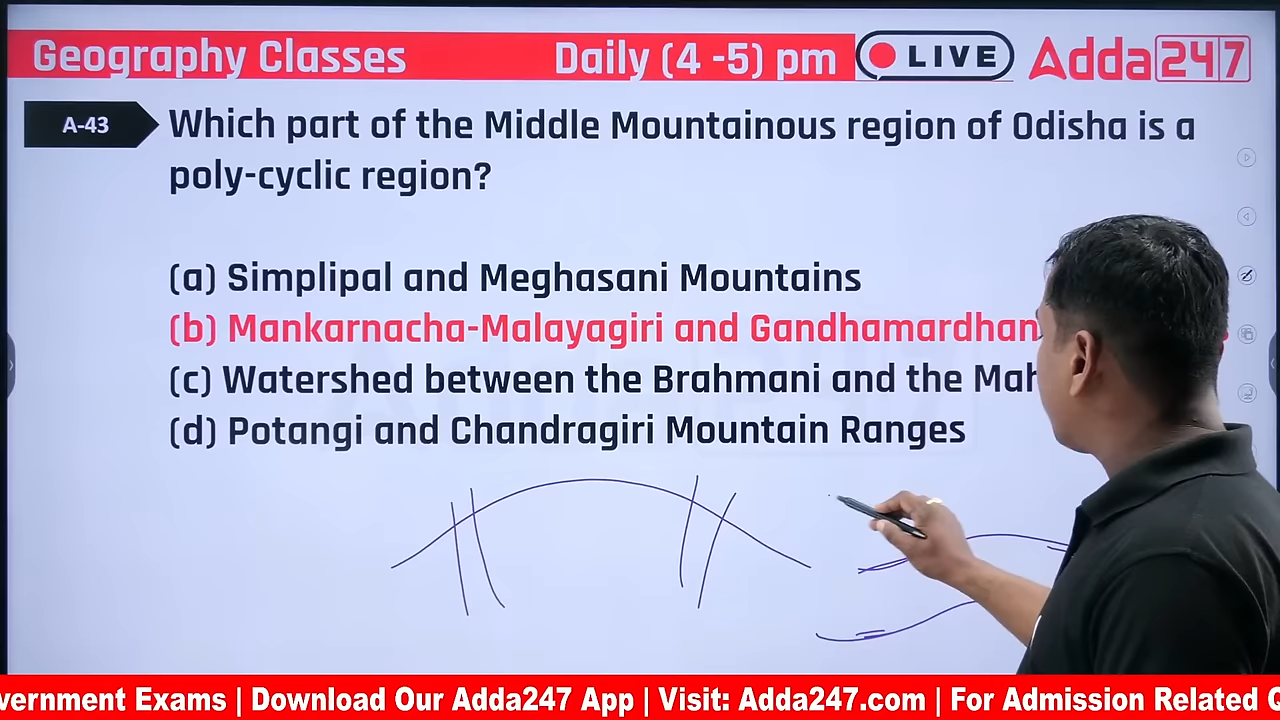 Geography Classes
Daily (4 -5) pm
LIVE
Adda247
A-43
Which part of the Middle Mountainous region of Odisha is a
poly-cyclic region?
(a) Simplipal and Meghasani Mountains
(b) Mankarnacha-Malayagiri and Gandhamardhan
(c) Watershed between the Brahmani and the Mah
(d) Potangi and Chandragiri Mountain Ranges
vernment Exams | Download Our Adda247 App | Visit: Adda247.com | For Admission Related